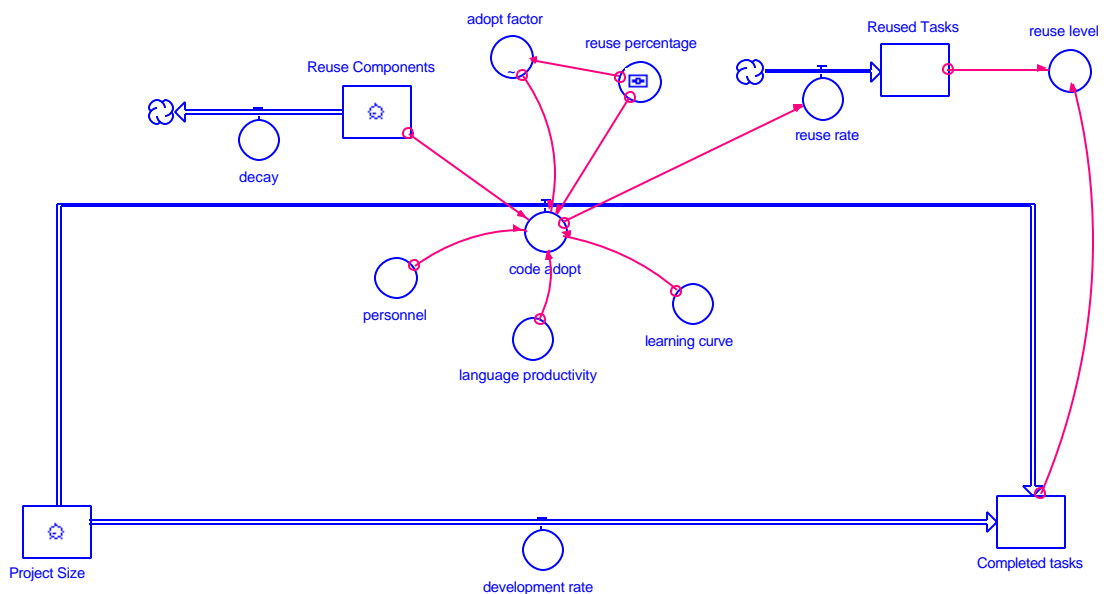 adopt factor
Reused Tasks
reuse level
reuse percentage
Reuse Components
~
reuse rate
decay
code adopt
personnel
learning curve
language productivity
Project Size
Completed tasks
development rate